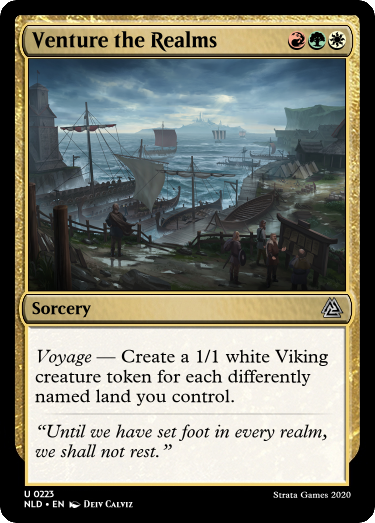 Venture the Realms
Sorcery
Voyage — Create a 1/1 white Viking
creature token for each differently
named land you control.
“Until we have set foot in every realm,
we shall not rest.”
U 0223
NLD • EN Deiv Calviz
Strata Games 2020